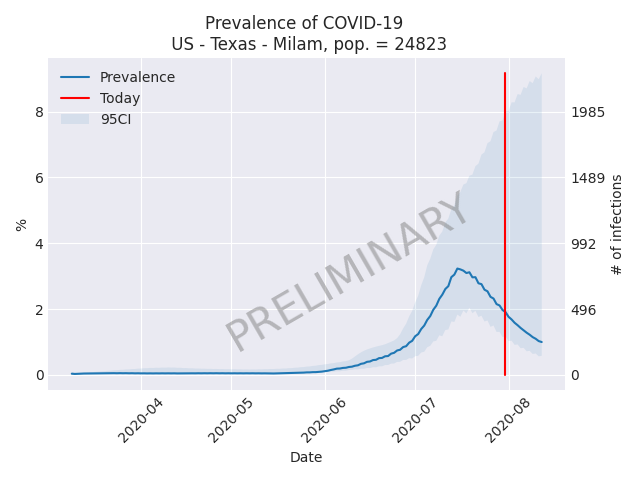 Prevalence of COVID-19
US - Texas - Milam, pop. = 24823
Prevalence
Today
95CI
8
6
4
2
0
%
1985
1489
992
496
0
# of infections
PRELIMINARY
2020-04
2020-05
2020-06
2020-07
2020-08
Date